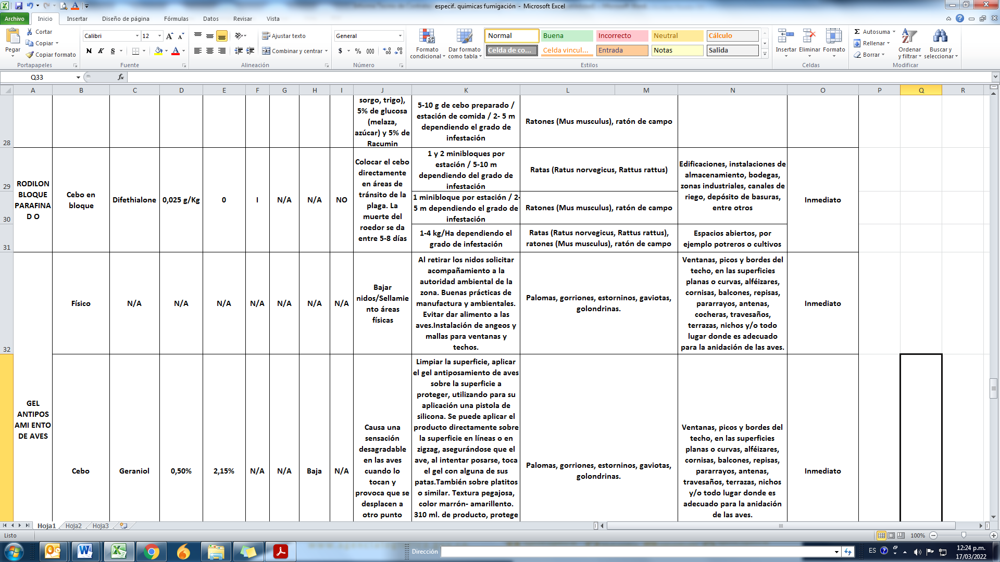 especif. quimicas fumigación - Microsoft Excel
Archivo Inicio Insertar Diseño de página Fórmulas Datos Revisar Vista
Pegar
Cortar
Copiar
Copiar formato
Portapapeles
Calibri 12
N K S
Fuente
Ajustar texto
Combinar y centrar
Alineación
General
$ % 000
Número
Formato
condicional
Dar formato
como tabla
Normal Buena Incorrecto Neutral Cálculo
Celda de co... Celda vincul... Entrada Notas Salida
Estilos
Insertar Eliminar Formato
Celdas
Σ Autosuma
Rellenar
Borrar
Ordenar
y filtrar
Buscar y
seleccionar
Modificar
Q33
fx
A B C D E F G H I J K L M N O P Q R
28
sorgo, trigo),
5% de glucosa
(melaza,
azúcar) y 5% de
Racumin
5-10 g de cebo preparado /
estación de comida / 2- 5 m
dependiendo el grado de
infestación
Ratones (Mus musculus), ratón de campo
29
30
31
RODILON
BLOQUE
PARAFINA
D O
Cebo en
bloque
Difethialone
0,025 g/Kg
0
I
N/A
N/A
NO
Colocar el cebo
directamente
en áreas de
tránsito de la
plaga. La
muerte del
roedor se da
entre 5-8 días
1 y 2 minibloques por
estación / 5-10 m
dependiendo del grado de
infestación
Ratas (Ratus norvegicus, Rattus rattus)
Edificaciones, instalaciones de
almacenamiento, bodegas,
zonas industriales, canales de
riego, depósito de basuras,
entre otros
Inmediato
1 minibloque por estación / 2-
5 m dependiendo el grado de
infestación
Ratones (Mus musculus), ratón de campo
1-4 kg/Ha dependiendo el
grado de infestación
Ratas (Ratus norvegicus, Rattus rattus),
ratones (Mus musculus), ratón de campo
Espacios abiertos, por
ejemplo potreros o cultivos
32
GEL
ANTIPOS
AMI ENTO
DE AVES
Físico
N/A
N/A
N/A
N/A
N/A
N/A
N/A
Bajar
nidos/Sellamie
nto áreas
físicas
Al retirar los nidos solicitar
acompañamiento a la
autoridad ambiental de la
zona. Buenas prácticas de
manufactura y ambientales.
Evitar dar alimento a las
aves.Instalación de angeos y
mallas para ventanas y
techos.
Palomas, gorriones, estorninos, gaviotas,
golondrinas.
Ventanas, picos y bordes del
techo, en las superficies
planas o curvas, alféizares,
cornisas, balcones, repisas,
pararrayos, antenas,
cocheras, travesaños,
terrazas, nichos y/o todo
lugar donde es adecuado
para la anidación de las aves.
Inmediato
Cebo
Geraniol
0,50%
2,15%
N/A
N/A
Baja
N/A
Causa una
sensación
desagradable
en las aves
cuando lo
tocan y
provoca que se
desplacen a
otro punto
Limpiar la superficie, aplicar
el gel antiposamiento de aves
sobre la superficie a
proteger, utilizando para su
aplicación una pistola de
silicona. Se puede aplicar el
producto directamente sobre
la superficie en líneas o en
zigzag, asegurándose que el
ave, al intentar posarse, toca
el gel con alguna de sus
patas.También sobre platitos
o similar. Textura pegajosa,
color marrón- amarillento.
310 ml. de producto, protege
Palomas, gorriones, estorninos, gaviotas,
golondrinas.
Ventanas, picos y bordes del
techo, en las superficies
planas o curvas, alféizares,
cornisas, balcones, repisas,
pararrayos, antenas,
travesaños, terrazas, nichos
y/o todo lugar donde es
adecuado para la anidación
de las aves.
Inmediato
Hoja1 Hoja2 Hoja3
Listo
100%
Dirección
ES
12:24 p.m.
17/03/2022